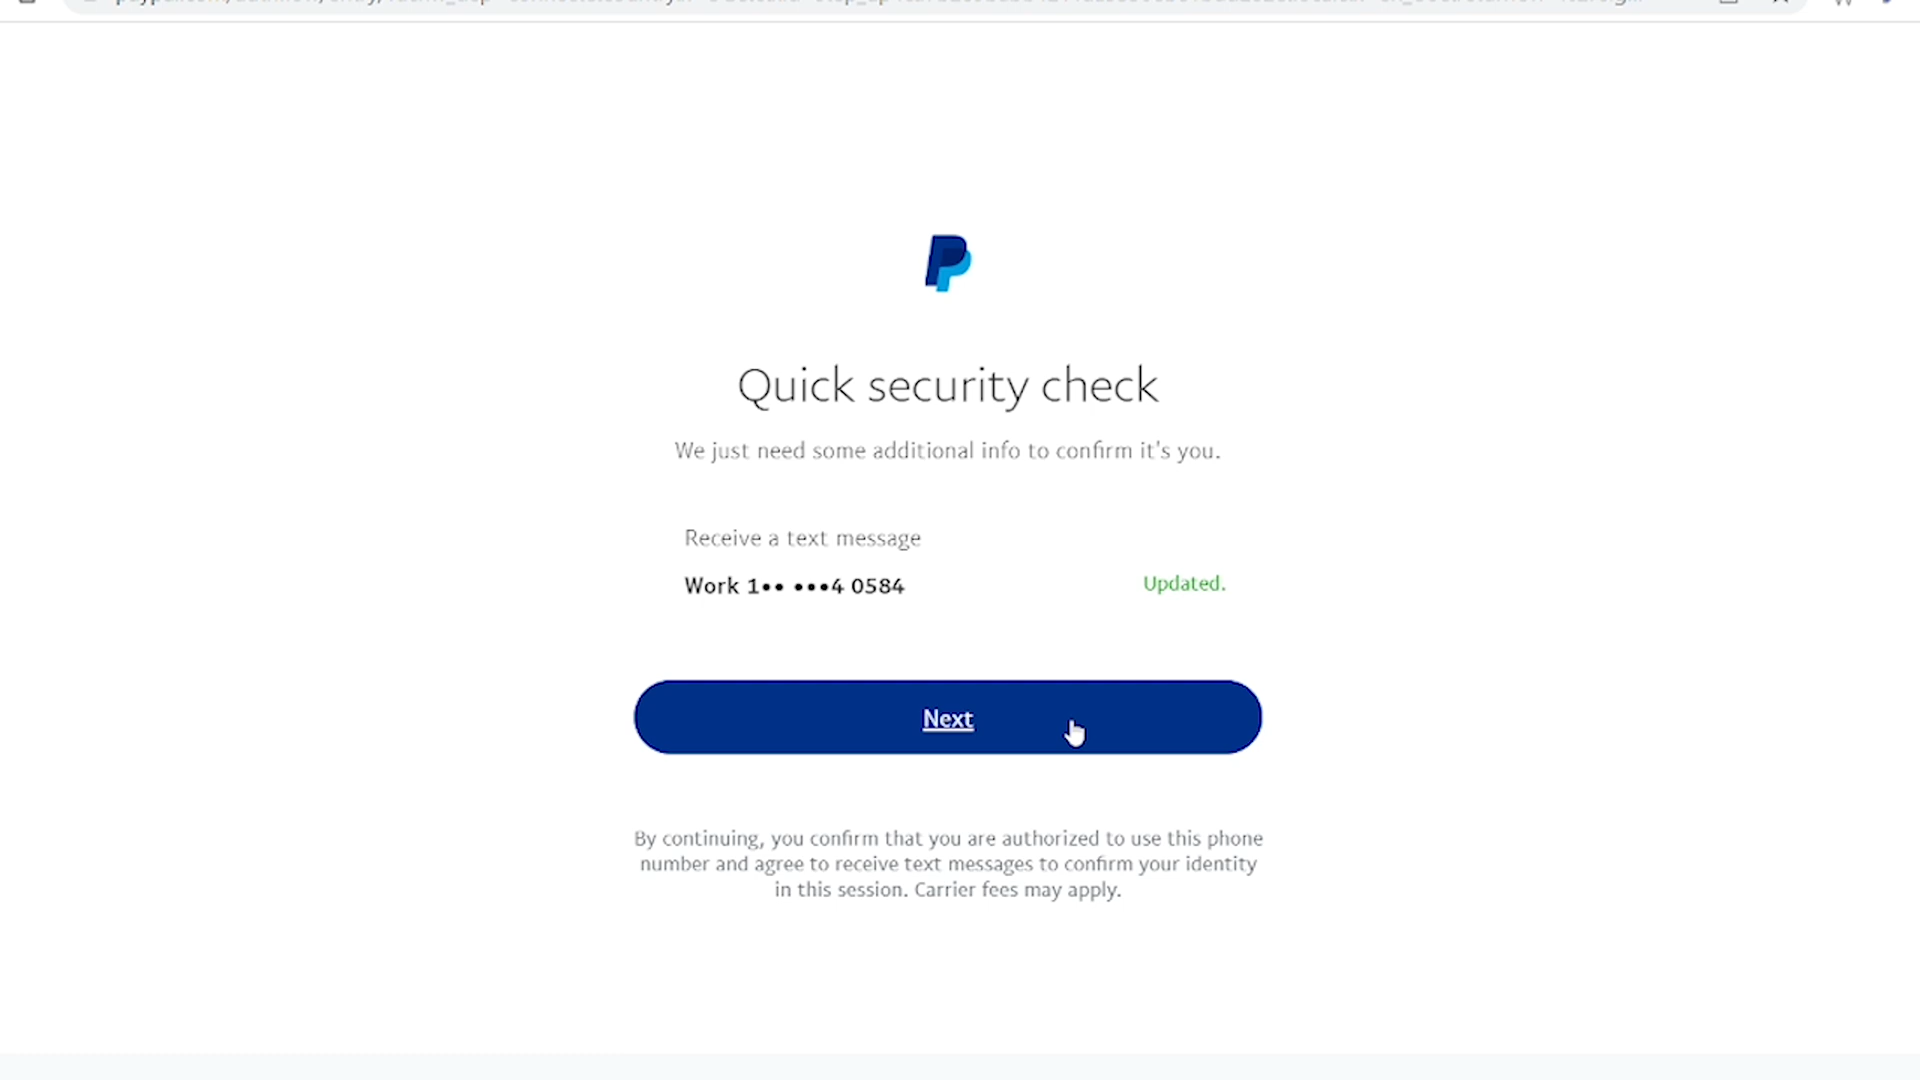 Quick security check
We just need some additional info to confirm it's you.
Receive a text message
Work 1•• •••4 0584
Updated.
Next
By continuing, you confirm that you are authorized to use this phone
number and agree to receive text messages to confirm your identity
in this session. Carrier fees may apply.